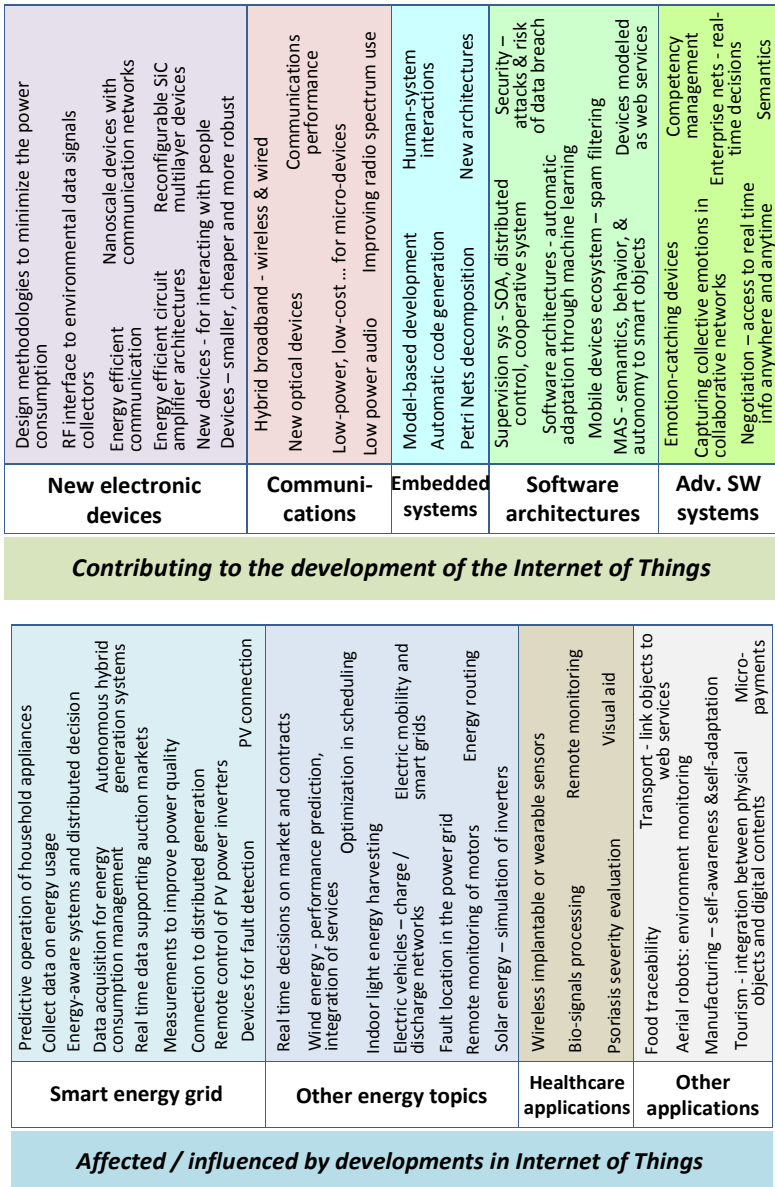 Design methodologies to minimize the power
consumption
RF interface to environmental data signals
collectors
Energy efficient
communication
Nanoscale devices with
communication networks
Energy efficient circuit
amplifier architectures
Reconfigurable SiC
multilayer devices
New devices - for interacting with people
Devices – smaller, cheaper and more robust
New electronic
devices
Hybrid broadband - wireless & wired
New optical devices
Communications
performance
Low-power, low-cost ... for micro-devices
Low power audio
Improving radio spectrum use
Communi-
cations
Model-based development
Automatic code generation
Petri Nets decomposition
Human-system
interactions
New architectures
Embedded
systems
Supervision sys - SOA, distributed
control, cooperative system
Security –
attacks & risk
of data breach
Software architectures - automatic
adaptation through machine learning
Mobile devices ecosystem – spam filtering
MAS - semantics, behavior, &
autonomy to smart objects
Devices modeled
as web services
Software
architectures
Emotion-catching devices
Competency
management
Capturing collective emotions in
collaborative networks
Enterprise nets - real-
time decisions
Negotiation – access to real time
info anywhere and anytime
Semantics
Adv. SW
systems
Contributing to the development of the Internet of Things
Predictive operation of household appliances
Collect data on energy usage
Energy-aware systems and distributed decision
Data acquisition for energy
consumption management
Autonomous hybrid
generation systems
Real time data supporting auction markets
Measurements to improve power quality
Connection to distributed generation
Remote control of PV power inverters
Devices for fault detection
PV connection
Smart energy grid
Real time decisions on market and contracts
Wind energy - performance prediction,
integration of services
Optimization in scheduling
Indoor light energy harvesting
Electric vehicles – charge /
discharge networks
Electric mobility and
smart grids
Fault location in the power grid
Remote monitoring of motors
Energy routing
Solar energy – simulation of inverters
Other energy topics
Wireless implantable or wearable sensors
Bio-signals processing
Remote monitoring
Psoriasis severity evaluation
Visual aid
Healthcare
applications
Food traceability
Transport - link objects to
web services
Aerial robots: environment monitoring
Manufacturing – self-awareness &self-adaptation
Tourism - integration between physical
objects and digital contents
Micro-
payments
Other
applications
Affected / influenced by developments in Internet of Things